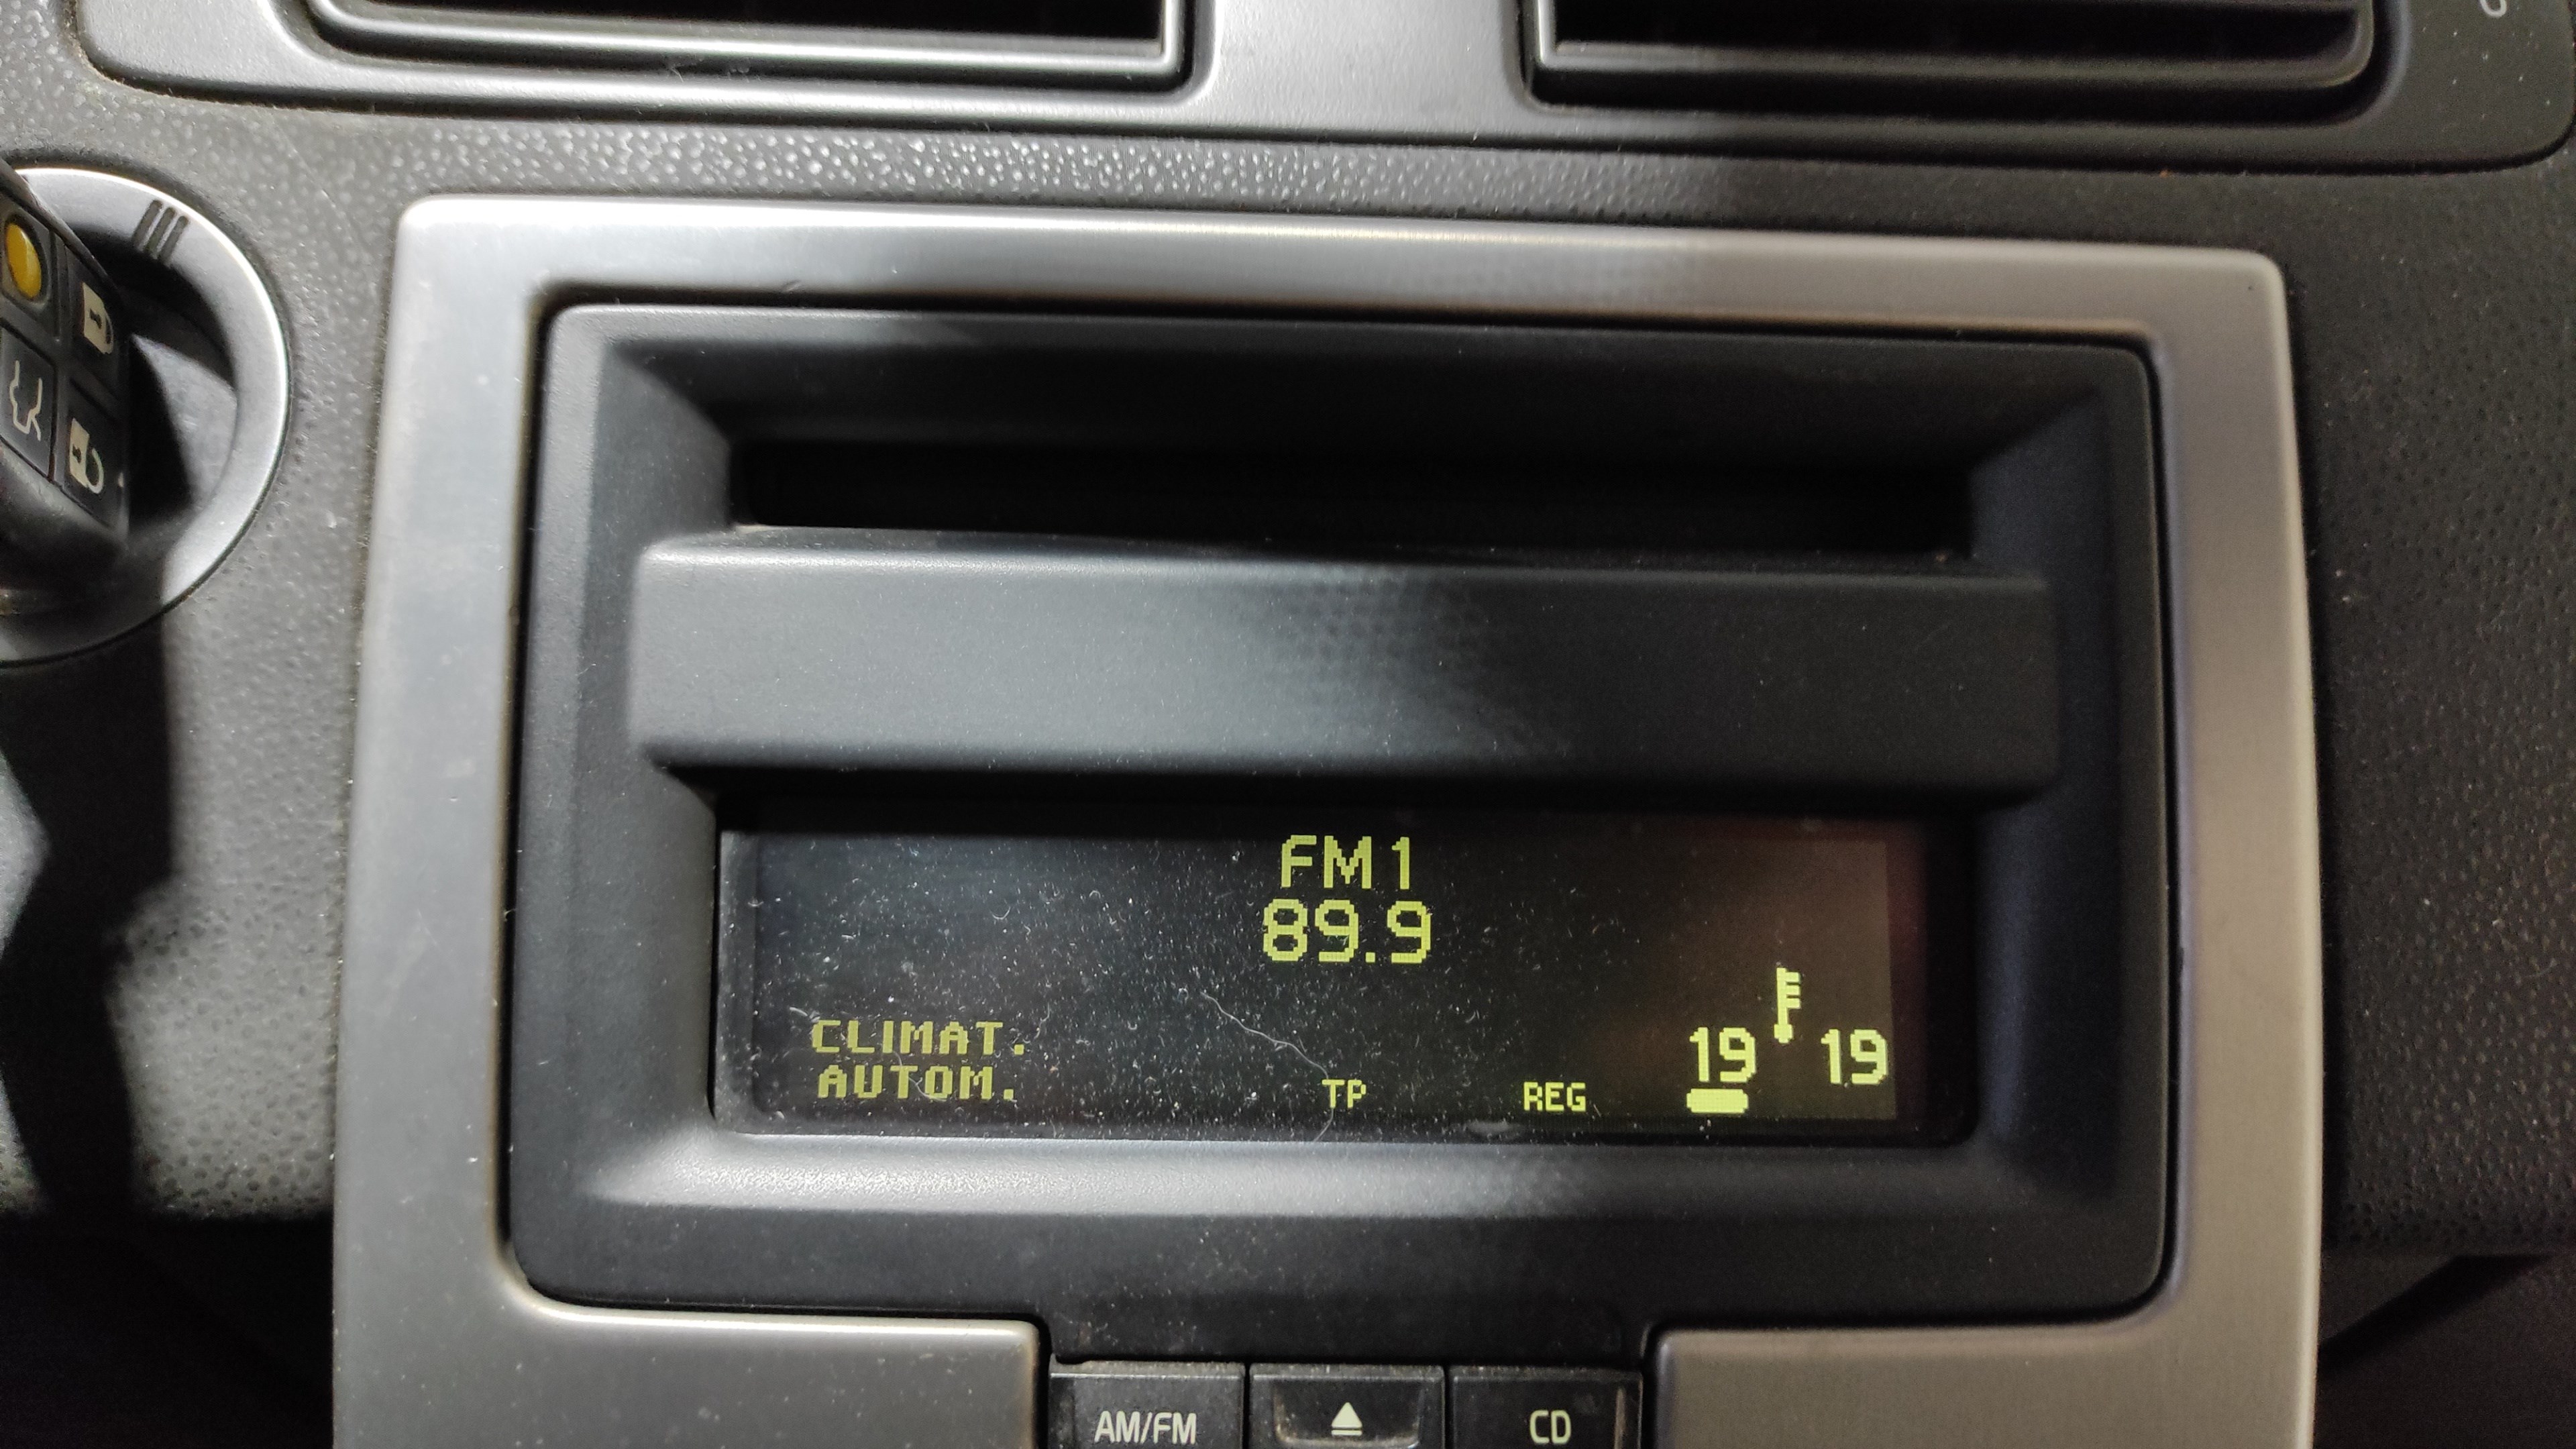 FM1
89.9
CLIMAT.
AUTOM.
TP
REG
19 19
AM/FM
CD